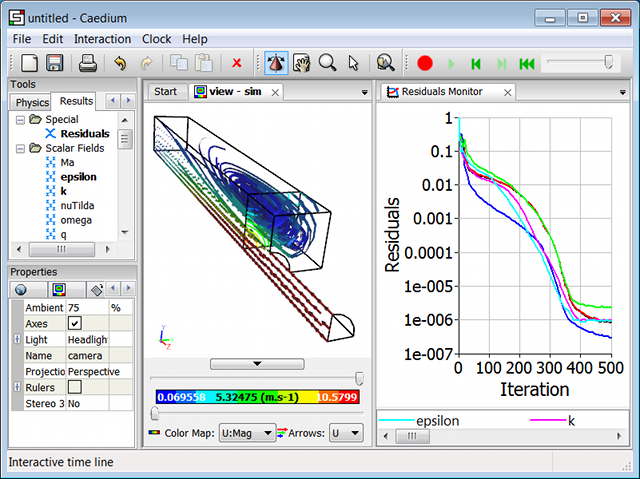 untitled - Caedium
File Edit Interaction Clock Help
Tools
Physics Results
Special
Residuals
Scalar Fields
Ma
epsilon
k
nuTilda
omega
q
Properties
Ambient 75 %
Axes
Light Headligh
Name camera
Projectio Perspective
Rulers
Stereo 3 No
Start view - sim
Y
Z
X
0.069558 5.32475 (m.s-1) 10.5799
Color Map: U:Mag Arrows: U
Residuals Monitor
Residuals
1
0.1
0.01
0.001
0.0001
1e-005
1e-006
1e-007
0 100 200 300 400 500
Iteration
epsilon k
Interactive time line